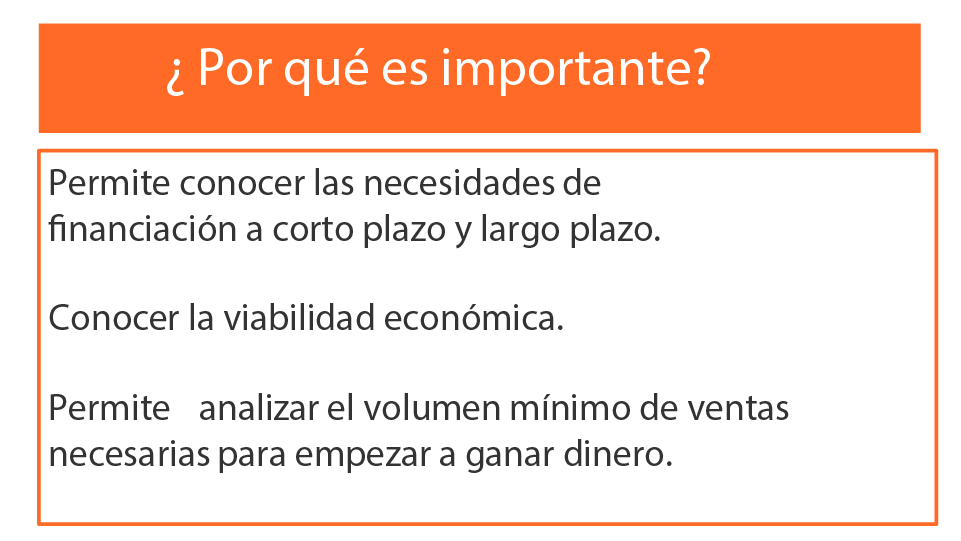 ¿ Por qué es importante?
Permite conocer las necesidades de
financiación a corto plazo y largo plazo.
Conocer la viabilidad económica.
Permite   analizar el volumen mínimo de ventas
necesarias para empezar a ganar dinero.